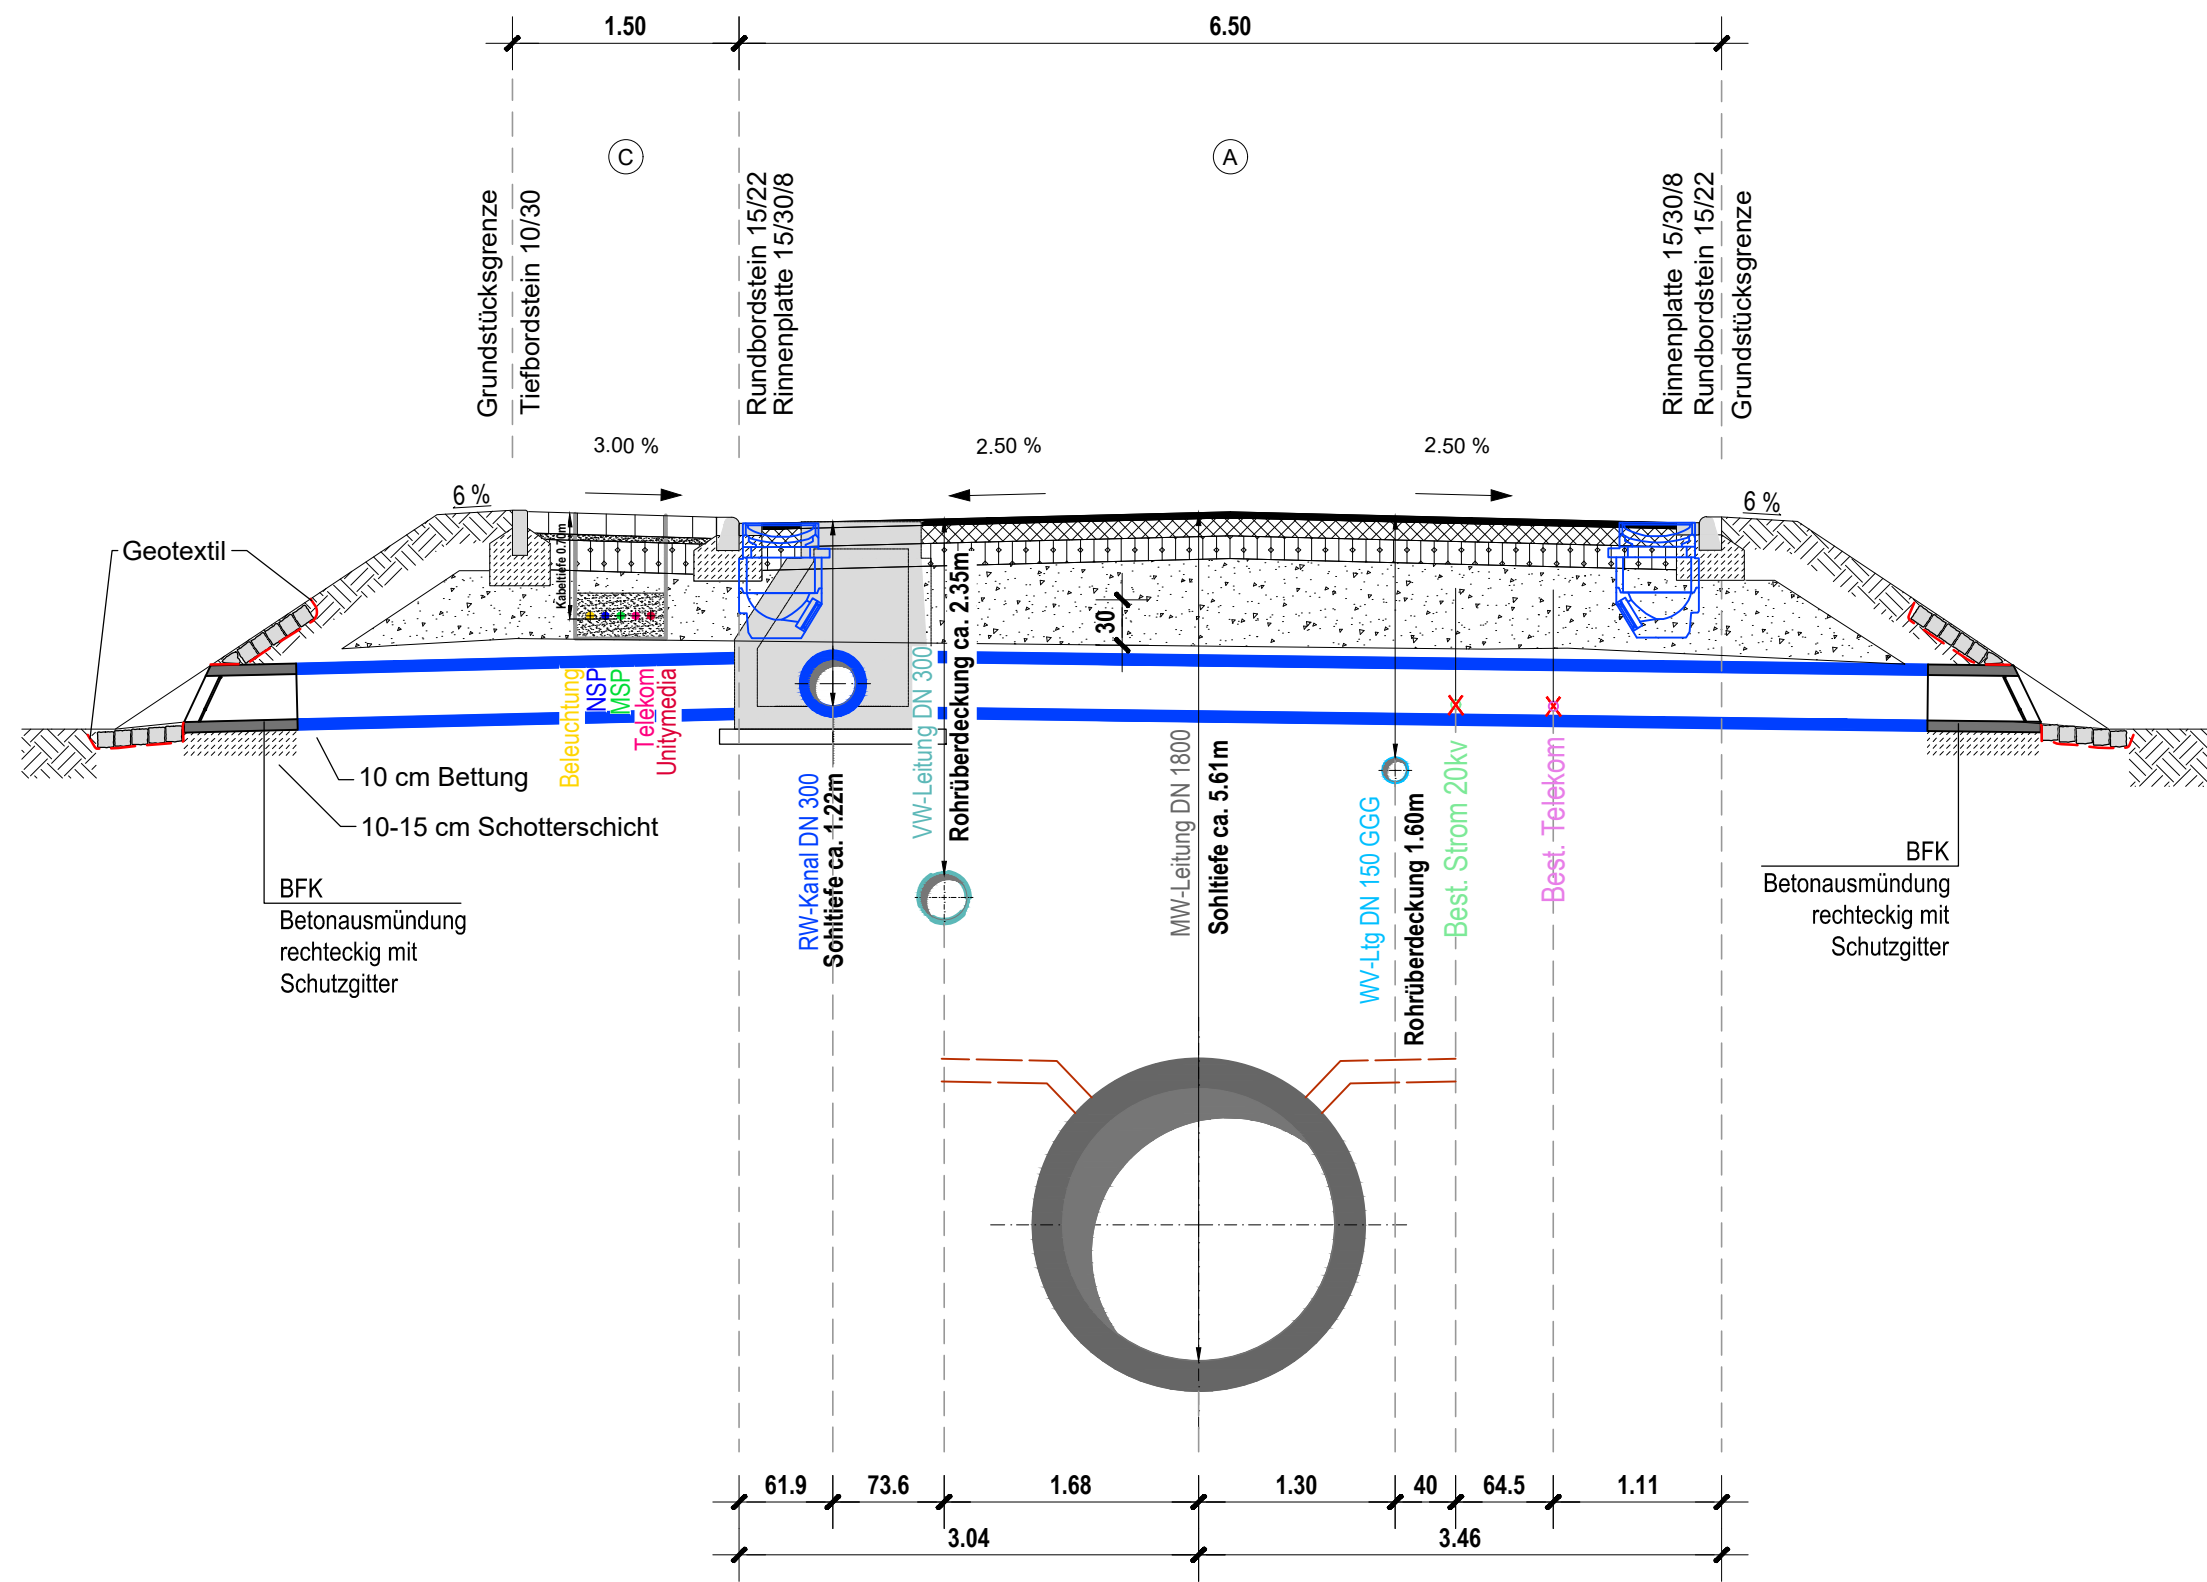 1.50
6.50
C
A
Grundstücksgrenze
Tiefbordstein 10/30
Rundbordstein 15/22
Rinnenplatte 15/30/8
Rinnenplatte 15/30/8
Rundbordstein 15/22
Grundstücksgrenze
3.00 %
2.50 %
2.50 %
6 %
6 %
Geotextil
Kabeltiefe 0.70m
30
Beleuchtung
NSP
MSP
Telekom
Unitymedia
10 cm Bettung
10-15 cm Schotterschicht
BFK
Betonausmündung
rechteckig mit
Schutzgitter
RW-Kanal DN 300
Sohltiefe ca. 1.22m
VW-Leitung DN 300
Rohrüberdeckung ca. 2.35m
MW-Leitung DN 1800
Sohltiefe ca. 5.61m
WV-Ltg DN 150 GGG
Rohrüberdeckung 1.60m
Best. Strom 20kv
Best. Telekom
BFK
Betonausmündung
rechteckig mit
Schutzgitter
61.9
73.6
1.68
1.30
40
64.5
1.11
3.04
3.46